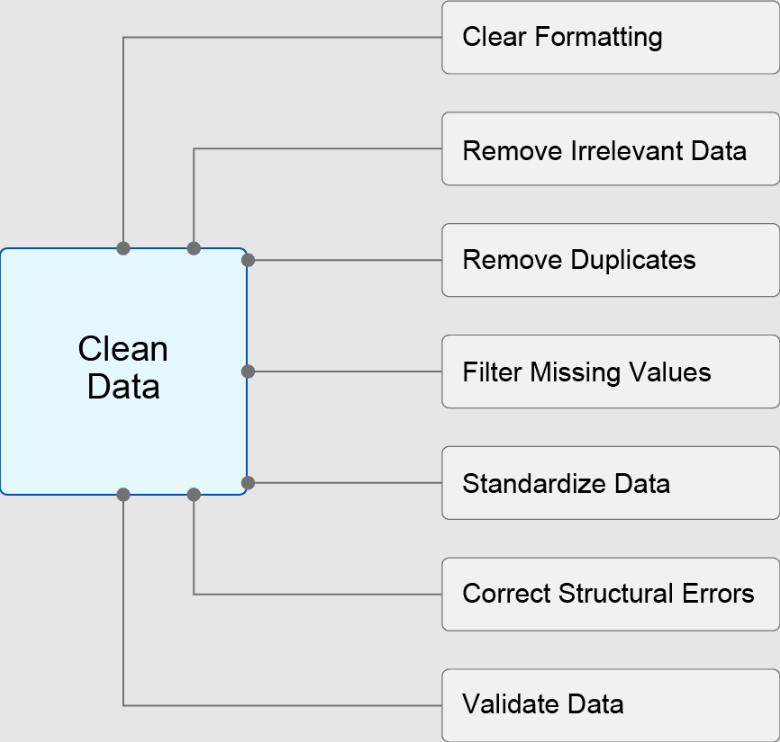 Clear Formatting
Remove Irrelevant Data
Remove Duplicates
Clean
Data
Filter Missing Values
Standardize Data
Correct Structural Errors
Validate Data